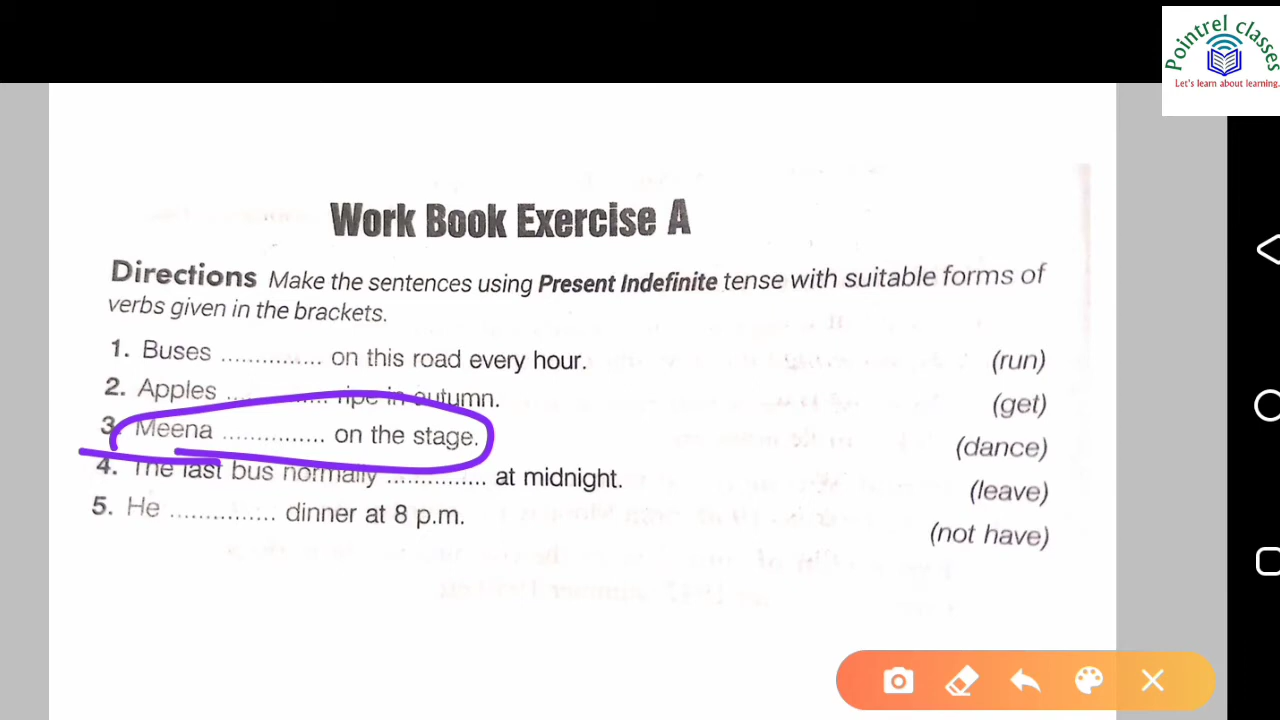 Pointrel classes
Let's learn about learning.
Work Book Exercise A
Directions Make the sentences using Present Indefinite tense with suitable forms of
verbs given in the brackets.
1. Buses .............. on this road every hour. (run)
2. Apples .............. ripe in autumn. (get)
3. Meena .............. on the stage. (dance)
4. The last bus normally .............. at midnight. (leave)
5. He .............. dinner at 8 p.m. (not have)